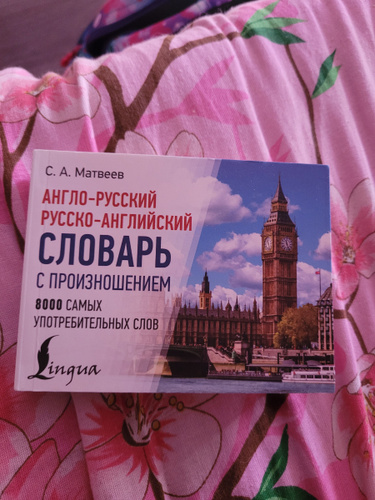 С. А. Матвеев
АНГЛО-РУССКИЙ
РУССКО-АНГЛИЙСКИЙ
СЛОВАРЬ
С ПРОИЗНОШЕНИЕМ
8000 САМЫХ
УПОТРЕБИТЕЛЬНЫХ СЛОВ
Lingua